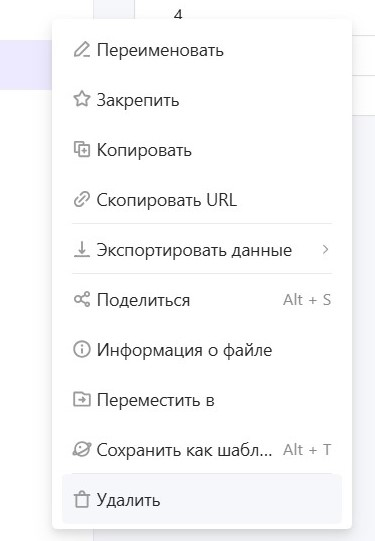 4
Переименовать
Закрепить
Копировать
Скопировать URL
Экспортировать данные
Поделиться Alt + S
Информация о файле
Переместить в
Сохранить как шабл... Alt + T
Удалить